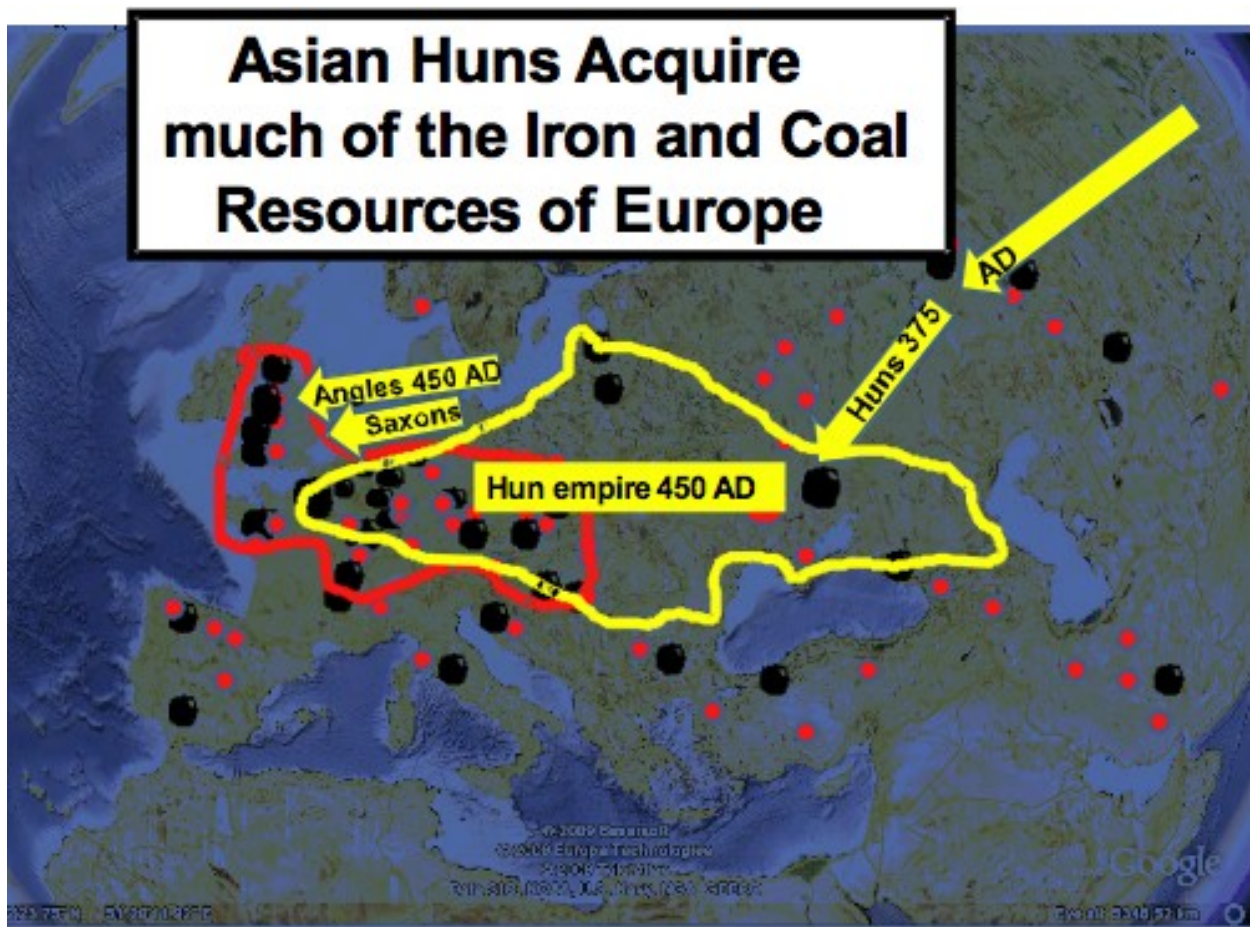 Asian Huns Acquire
much of the Iron and Coal
Resources of Europe
AD
Huns 375
Angles 450 AD
Saxons
Hun empire 450 AD
Google